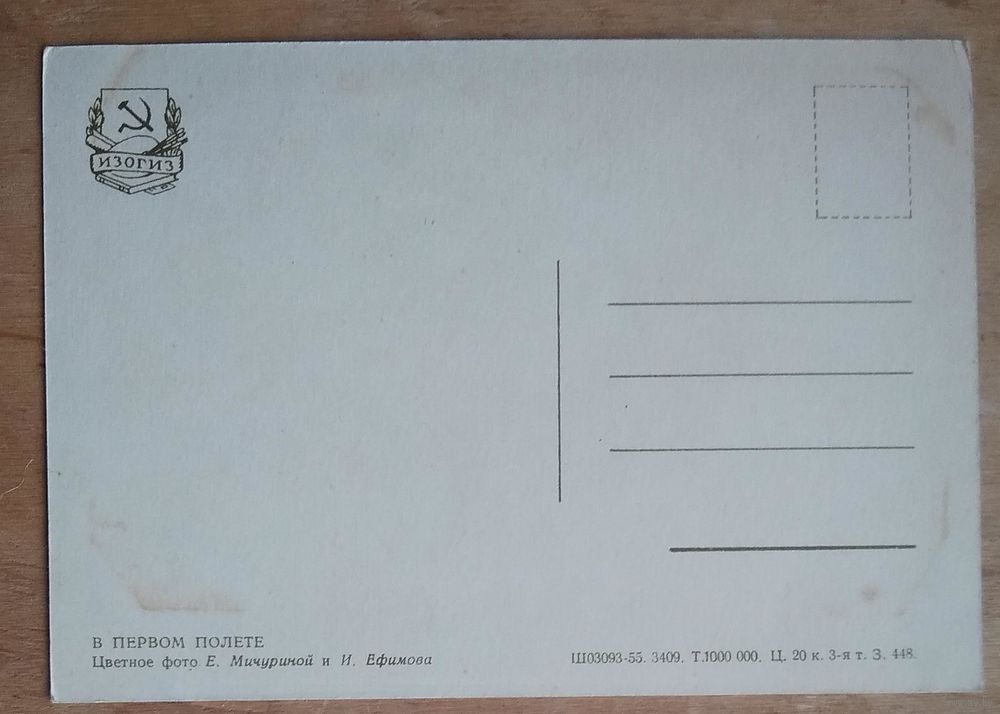 ИЗОГИЗ
В ПЕРВОМ ПОЛЕТЕ
Цветное фото Е. Мичуриной и И. Ефимова
Ш03093-55. 3409. Т.1000 000. Ц. 20 к. 3-я т. З. 448.